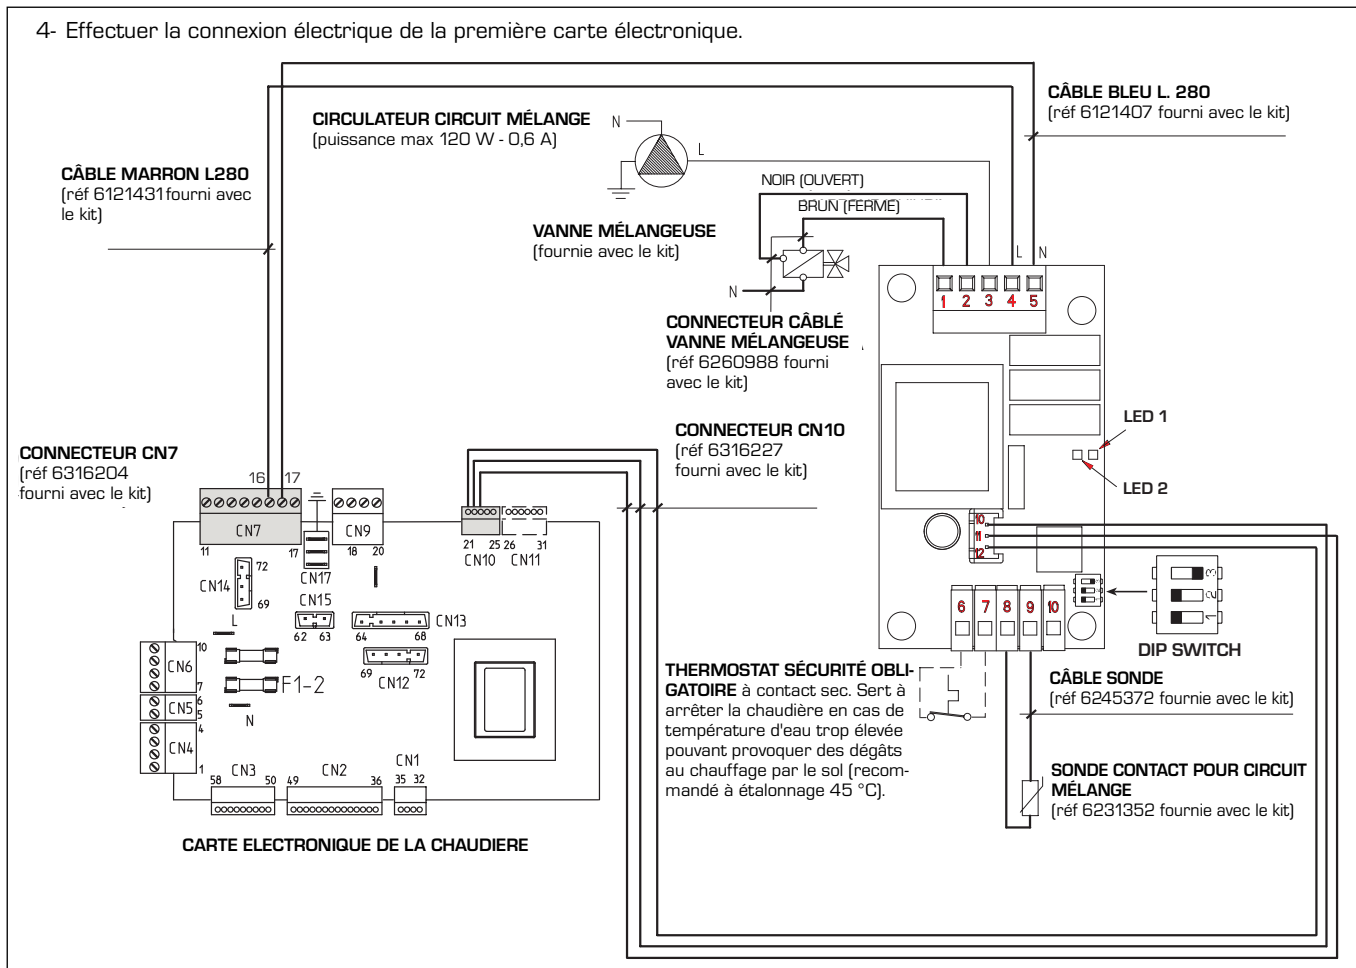 4- Effectuer la connexion électrique de la première carte électronique.
CÂBLE BLEU L. 280
(réf 6121407 fourni avec le kit)
CIRCULATEUR CIRCUIT MÉLANGE
(puissance max 120 W - 0,6 A)
N
L
CÂBLE MARRON L280
(réf 6121431 fourni avec
le kit)
NOIR (OUVERT)
BRUN (FERMÉ)
VANNE MÉLANGEUSE
(fournie avec le kit)
N
L N
1 2 3 4 5
CONNECTEUR CÂBLÉ
VANNE MÉLANGEUSE
(réf 6260988 fourni
avec le kit)
LED 1
LED 2
CONNECTEUR CN10
(réf 6316227
fourni avec le kit)
CONNECTEUR CN7
(réf 6316204
fourni avec le kit)
16 17
CN7
11 17
CN9
18 20
21 25
CN10
26 31
CN11
CN17
CN14
72
69
CN15
62 63
CN13
64 68
69 72
CN12
L
F1-2
N
10
CN6
7
6
CN5
5
4
CN4
1
CN3
58 50
CN2
49 36
CN1
35 32
CARTE ELECTRONIQUE DE LA CHAUDIERE
10
11
12
6 7 8 9 10
3
2
1
DIP SWITCH
THERMOSTAT SÉCURITÉ OBLI-
GATOIRE à contact sec. Sert à
arrêter la chaudière en cas de
température d'eau trop élevée
pouvant provoquer des dégâts
au chauffage par le sol (recom-
mandé à étalonnage 45 °C).
CÂBLE SONDE
(réf 6245372 fournie avec le kit)
SONDE CONTACT POUR CIRCUIT
MÉLANGE
(réf 6231352 fournie avec le kit)